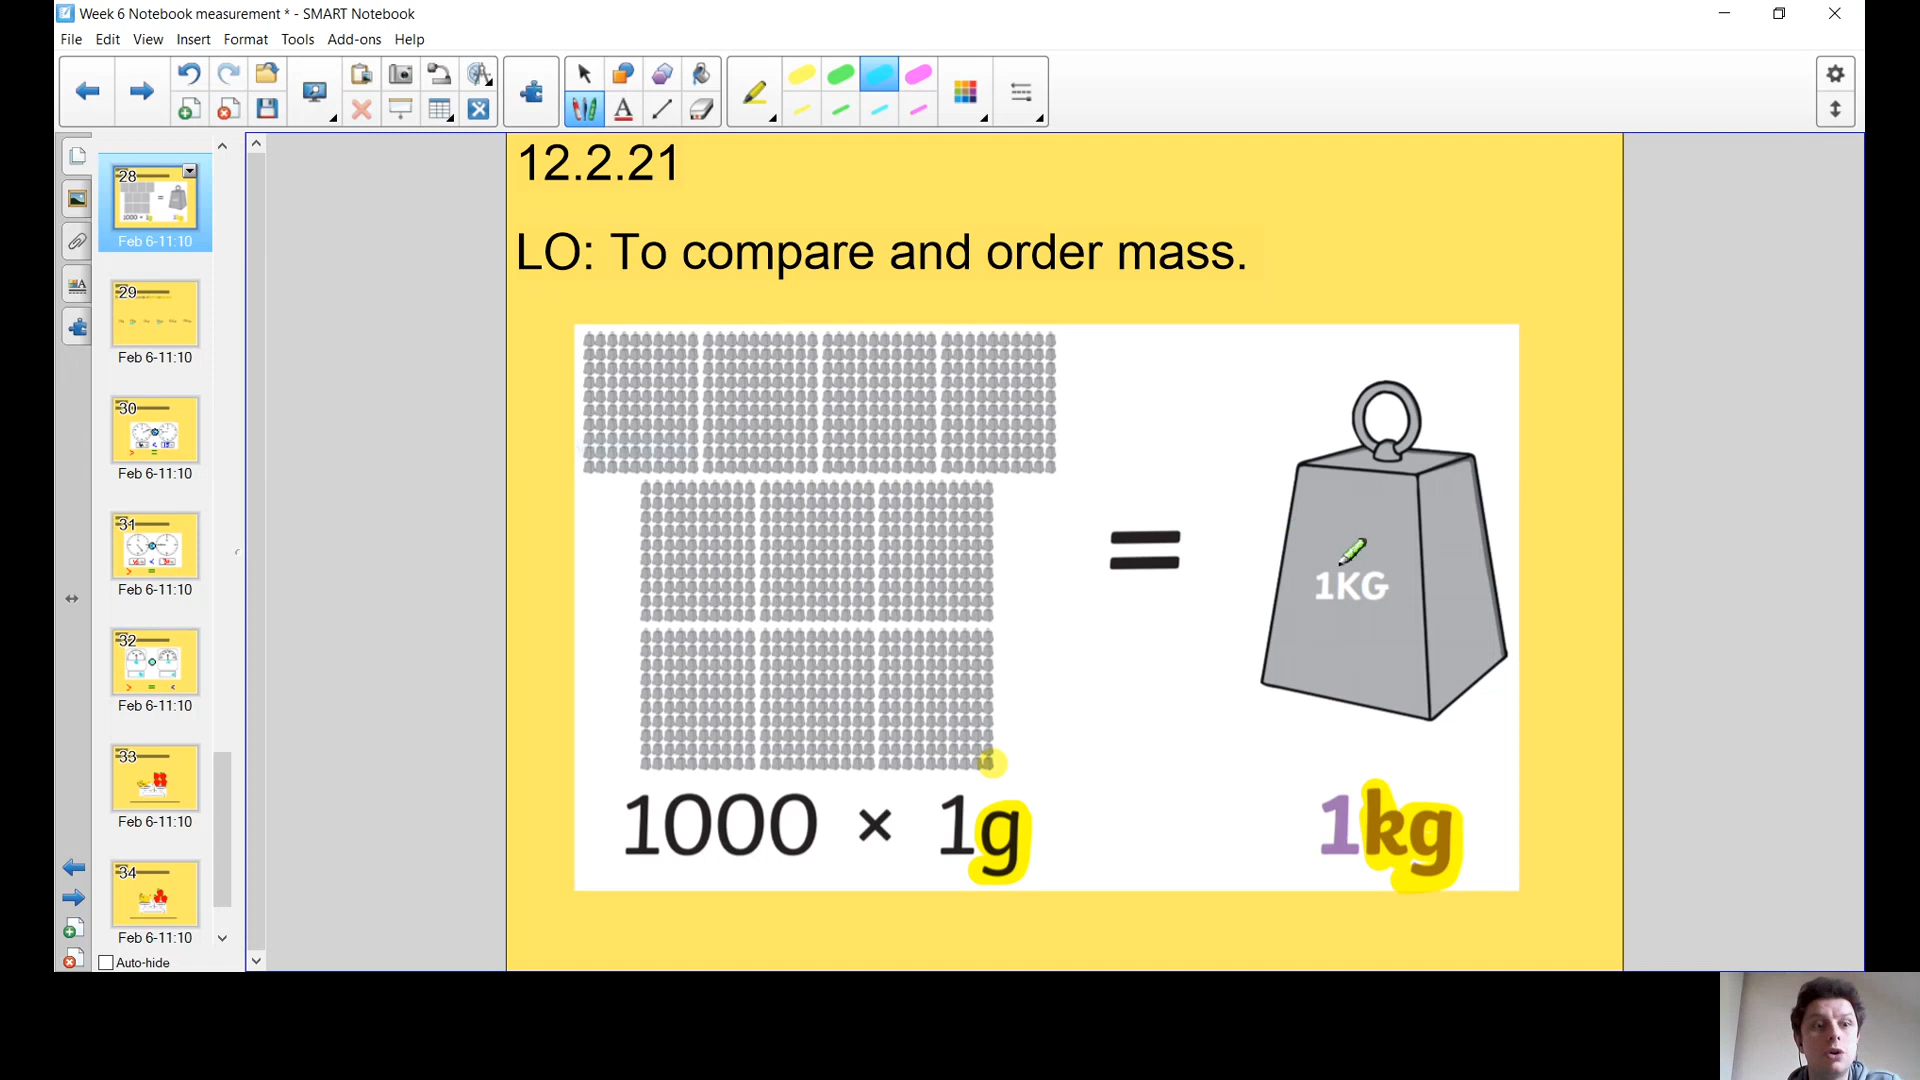 Week 6 Notebook measurement * - SMART Notebook
File Edit View Insert Format Tools Add-ons Help
12.2.21
LO: To compare and order mass.
1KG
=
1000 × 1g
1kg
28
Feb 6-11:10
29
Feb 6-11:10
30
Feb 6-11:10
31
Feb 6-11:10
32
Feb 6-11:10
33
Feb 6-11:10
34
Feb 6-11:10
Auto-hide